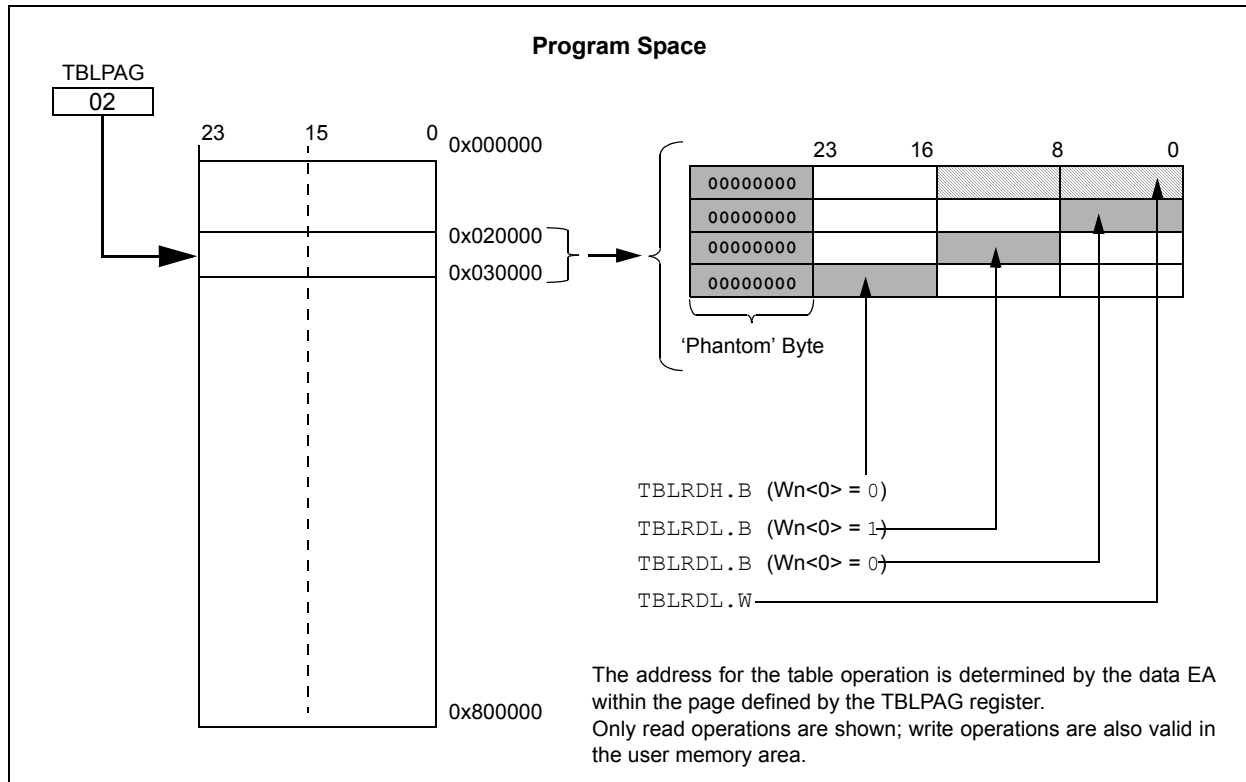 Program Space
TBLPAG
02
23 15 0
0x000000
0x020000
0x030000
0x800000
23 16 8 0
00000000
00000000
00000000
00000000
‘Phantom’ Byte
TBLRDH.B (Wn<0> = 0)
TBLRDL.B (Wn<0> = 1)
TBLRDL.B (Wn<0> = 0)
TBLRDL.W
The address for the table operation is determined by the data EA
within the page defined by the TBLPAG register.
Only read operations are shown; write operations are also valid in
the user memory area.